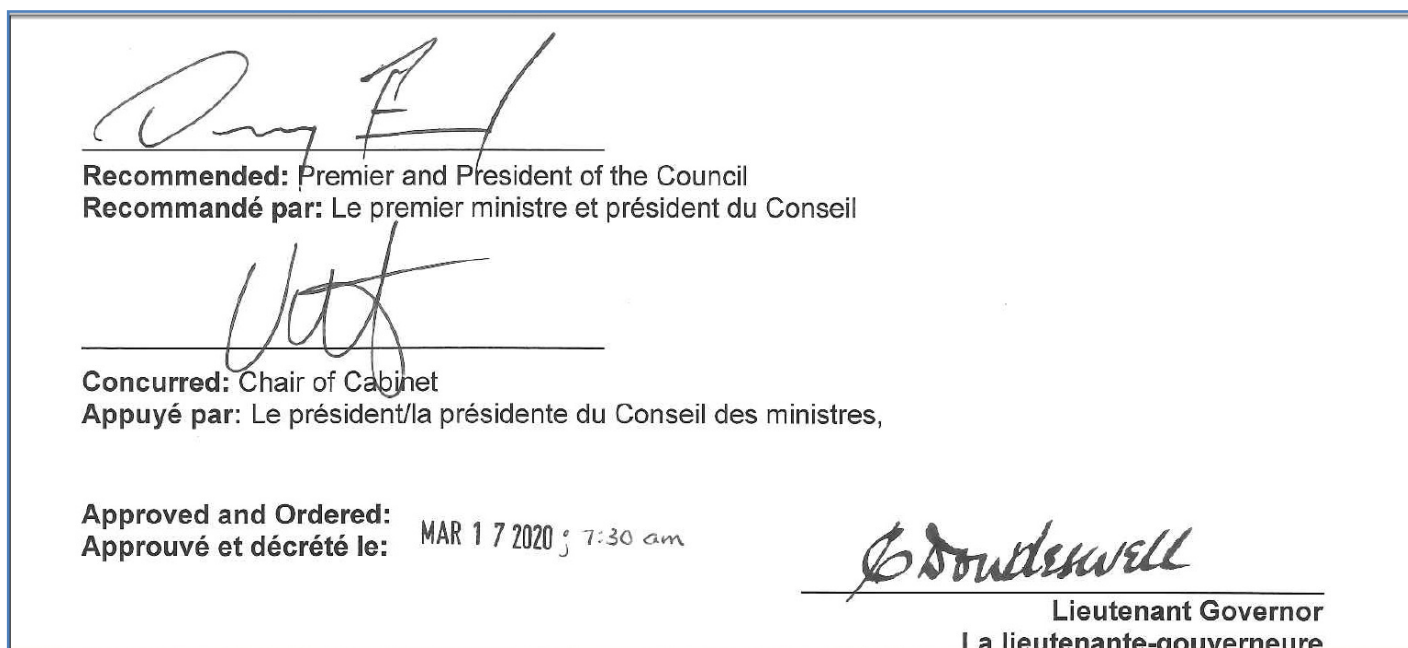 Recommended: Premier and President of the Council
Recommandé par: Le premier ministre et président du Conseil
Concurred: Chair of Cabinet
Appuyé par: Le président/la présidente du Conseil des ministres,
Approved and Ordered:
Approuvé et décrété le:
MAR 17 2020 ; 7:30 am
E Dowdeswell
Lieutenant Governor
La lieutenante-gouverneure